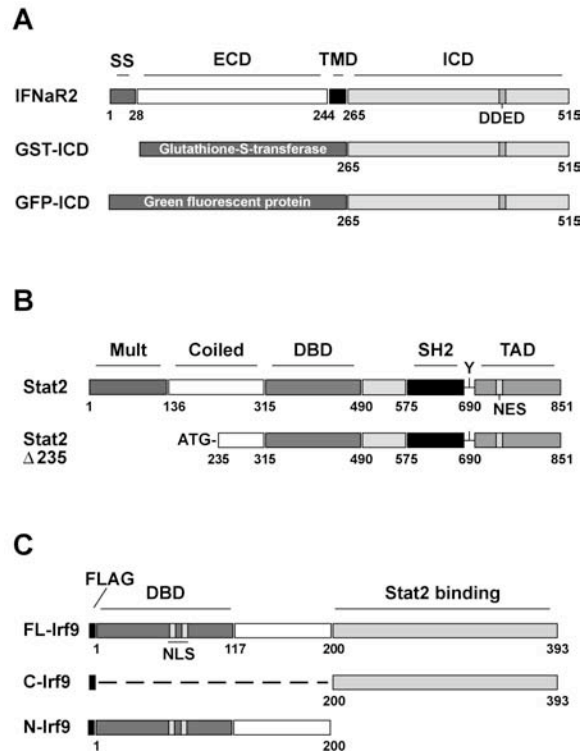 A
SS ECD TMD ICD
IFNaR2
1 28 244 265 DDED 515
GST-ICD Glutathione-S-transferase
265 515
GFP-ICD Green fluorescent protein
265 515
B
Mult Coiled DBD SH2 Y TAD
Stat2
1 136 315 490 575 690 NES 851
Stat2 ATG-
Δ235 235 315 490 575 690 851
C
FLAG
DBD Stat2 binding
FL-Irf9
1 NLS 117 200 393
C-Irf9
200 393
N-Irf9
1 200